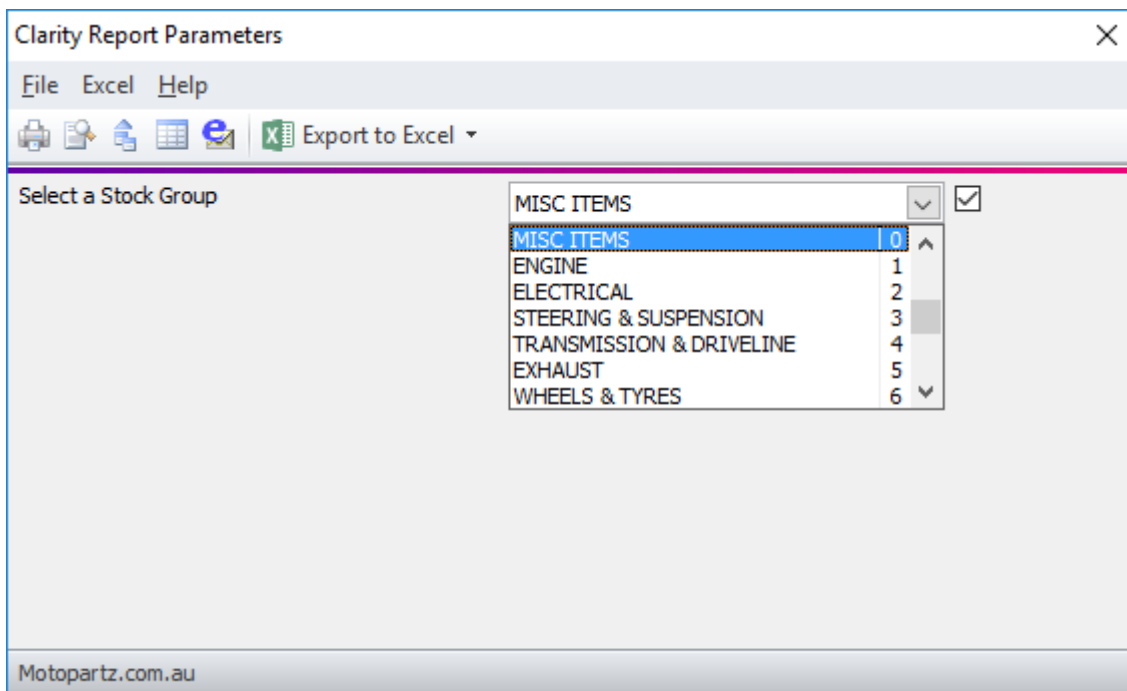 Clarity Report Parameters
File Excel Help
Export to Excel
Select a Stock Group
MISC ITEMS
MISC ITEMS 0
ENGINE 1
ELECTRICAL 2
STEERING & SUSPENSION 3
TRANSMISSION & DRIVELINE 4
EXHAUST 5
WHEELS & TYRES 6
Motopartz.com.au